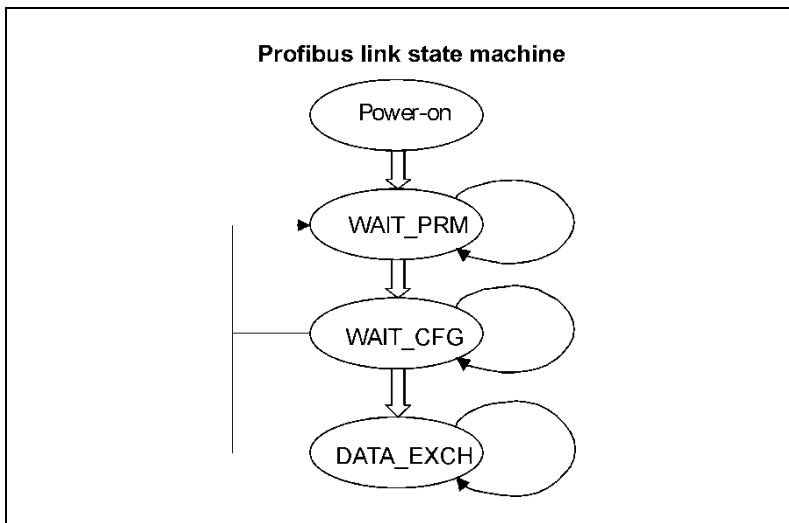 Profibus link state machine
Power-on
WAIT_PRM
WAIT_CFG
DATA_EXCH